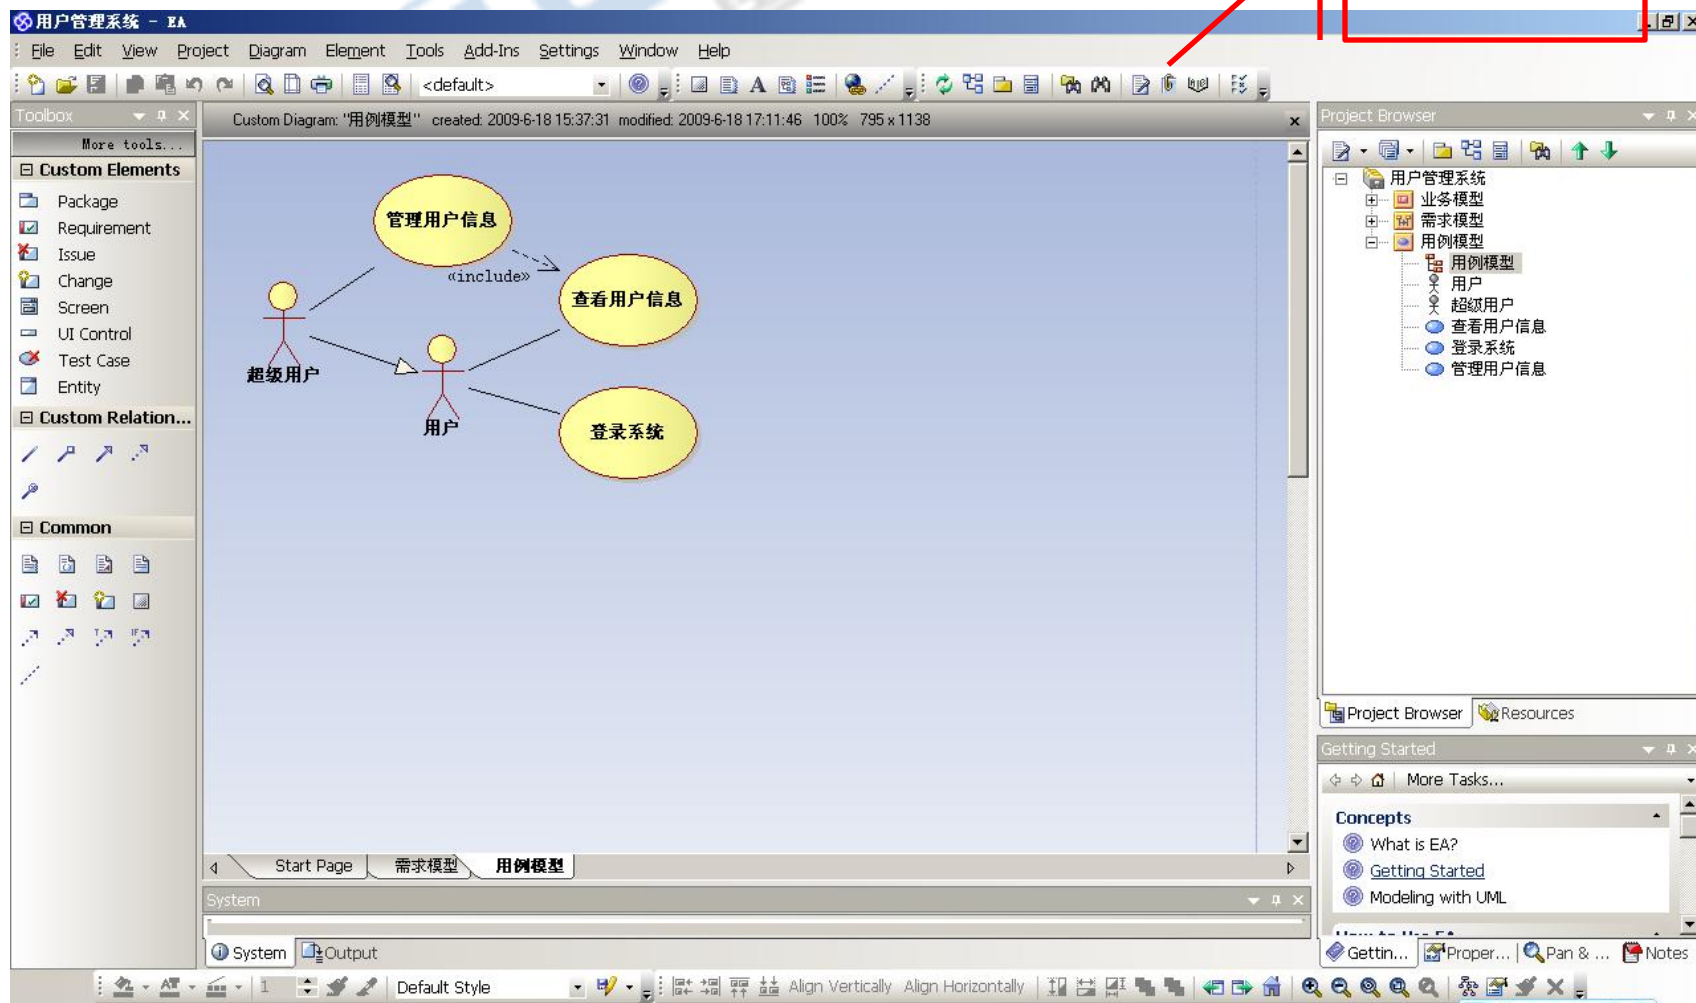 用户管理系统 - EA
File Edit View Project Diagram Element Tools Add-Ins Settings Window Help
<default>
Toolbox
More tools...
Custom Elements
Package
Requirement
Issue
Change
Screen
UI Control
Test Case
Entity
Custom Relation...
Common
Custom Diagram: "用例模型" created: 2009-6-18 15:37:31 modified: 2009-6-18 17:11:46 100% 795 x 1138
管理用户信息
«include»
查看用户信息
超级用户
用户
登录系统
Start Page 需求模型 用例模型
System
System Output
Project Browser
用户管理系统
业务模型
需求模型
用例模型
用例模型
用户
超级用户
查看用户信息
登录系统
管理用户信息
Project Browser Resources
Getting Started
More Tasks...
Concepts
What is EA?
Getting Started
Modeling with UML
Gettin... Proper... Pan & ... Notes
1 Default Style Align Vertically Align Horizontally